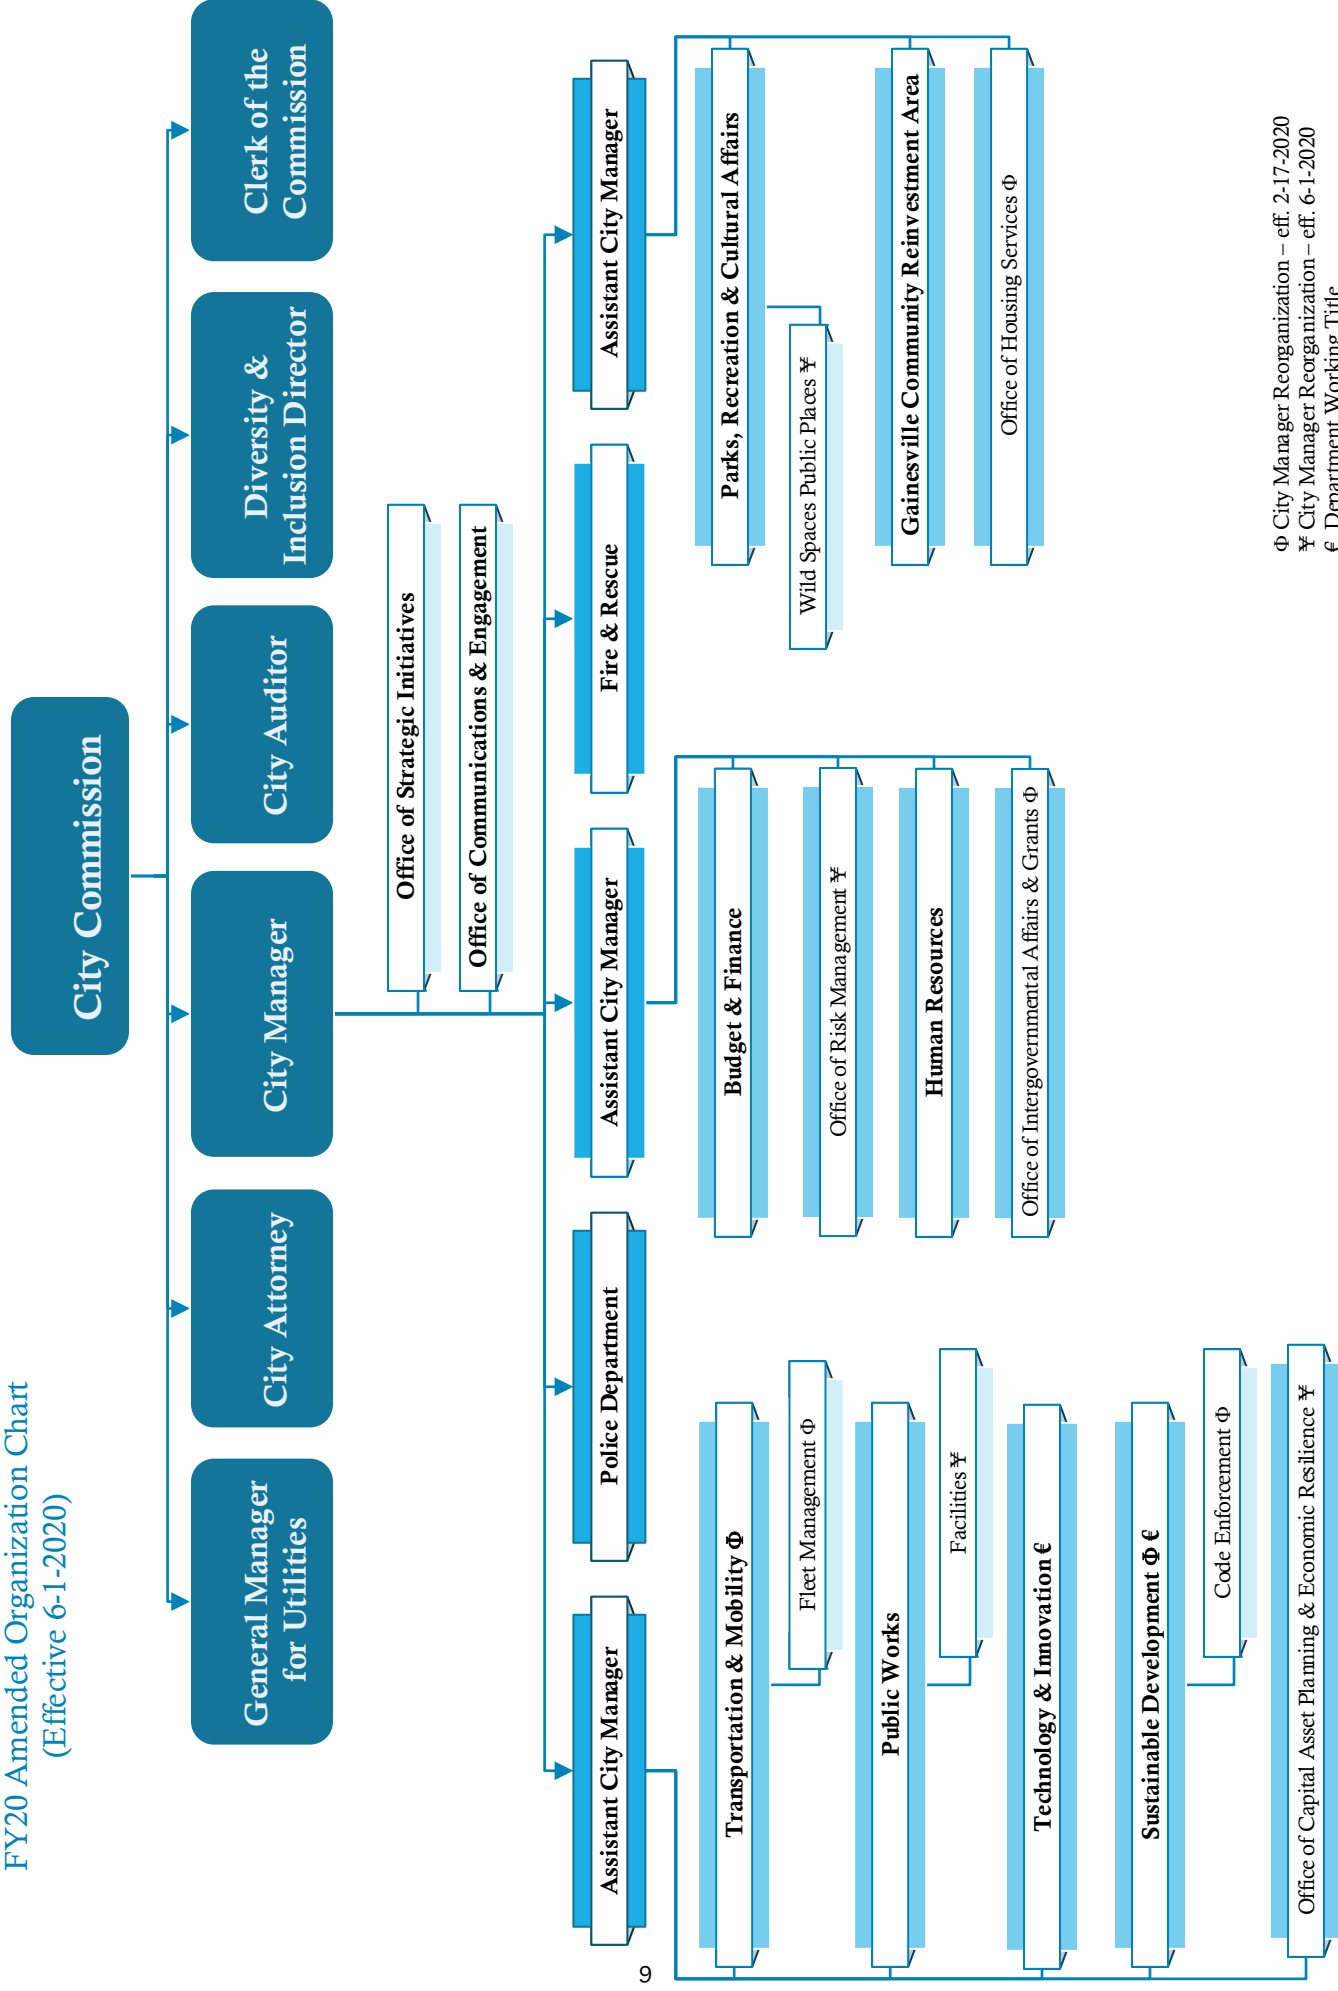 FY20 Amended Organization Chart
(Effective 6-1-2020)
City Commission
General Manager
for Utilities
City Attorney
City Manager
City Auditor
Diversity &
Inclusion Director
Clerk of the
Commission
Office of Strategic Initiatives
Office of Communications & Engagement
Assistant City Manager
Police Department
Assistant City Manager
Fire & Rescue
Assistant City Manager
Transportation & Mobility Φ
Fleet Management Φ
Public Works
Facilities ¥
Technology & Innovation €
Sustainable Development Φ €
Code Enforcement Φ
Office of Capital Asset Planning & Economic Resilience ¥
Budget & Finance
Office of Risk Management ¥
Human Resources
Office of Intergovernmental Affairs & Grants Φ
Parks, Recreation & Cultural Affairs
Wild Spaces Public Places ¥
Gainesville Community Reinvestment Area
Office of Housing Services Φ
Φ City Manager Reorganization – eff. 2-17-2020
¥ City Manager Reorganization – eff. 6-1-2020
€ Department Working Title
9